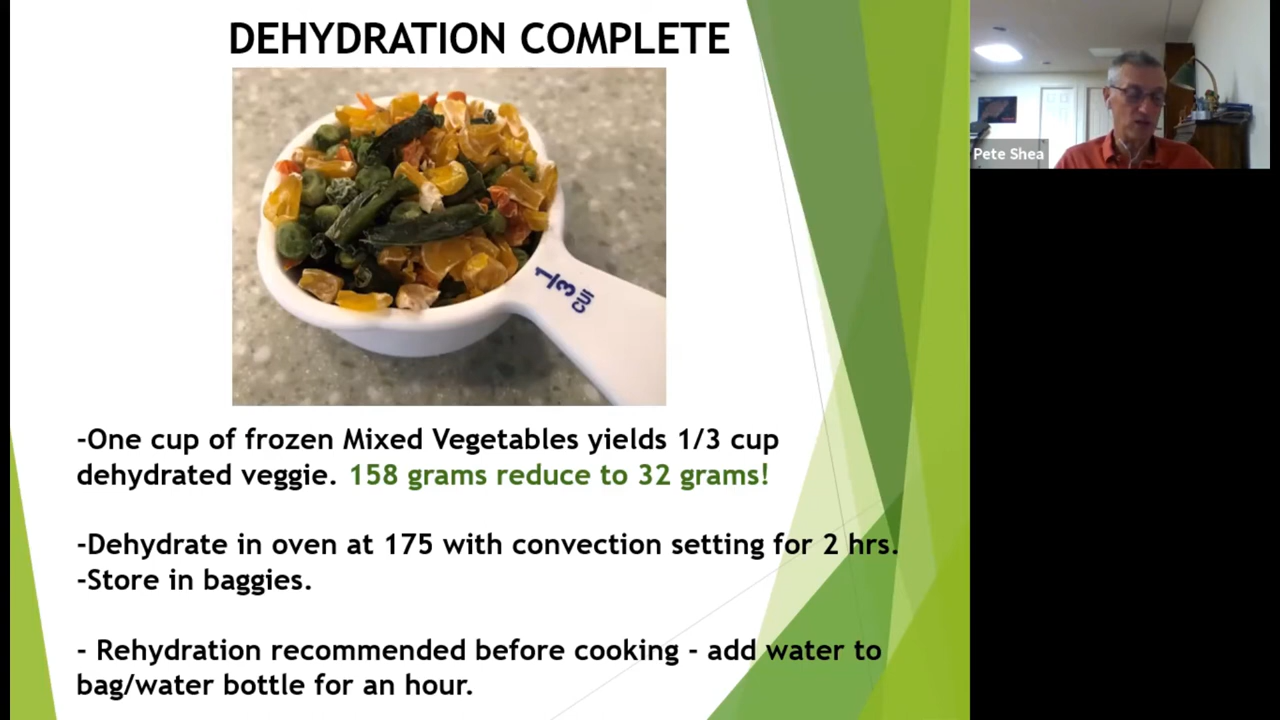 DEHYDRATION COMPLETE
Pete Shea
1/3
CUI
-One cup of frozen Mixed Vegetables yields 1/3 cup
dehydrated veggie. 158 grams reduce to 32 grams!
-Dehydrate in oven at 175 with convection setting for 2 hrs.
-Store in baggies.
- Rehydration recommended before cooking - add water to
bag/water bottle for an hour.